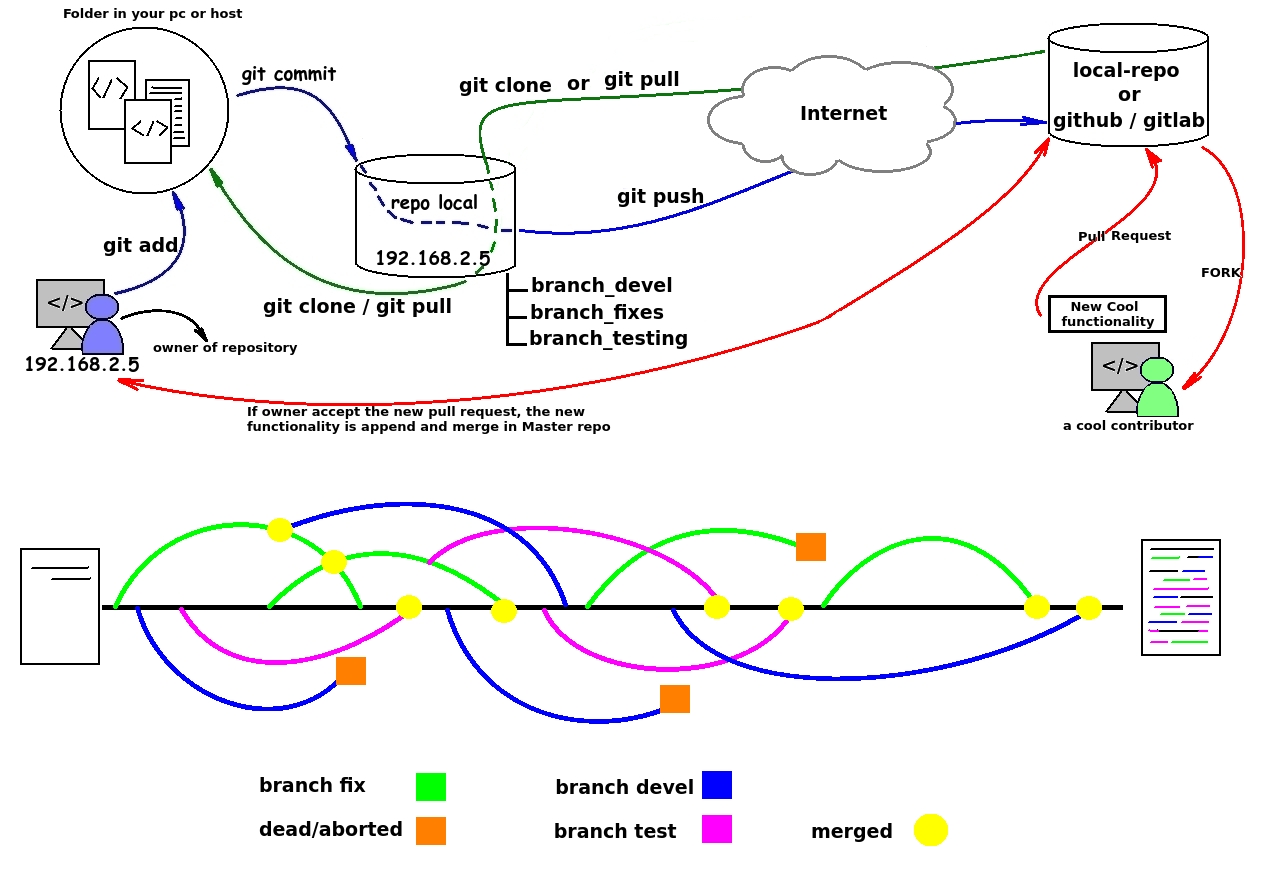 Folder in your pc or host
</>
</>
git commit
git clone or git pull
Internet
local-repo
or
github / gitlab
repo local
192.168.2.5
git push
git add
git clone / git pull
branch_devel
branch_fixes
branch_testing
</>
owner of repository
192.168.2.5
Pull Request
FORK
New Cool
functionality
</>
a cool contributor
If owner accept the new pull request, the new
functionality is append and merge in Master repo
branch fix
branch devel
dead/aborted
branch test
merged